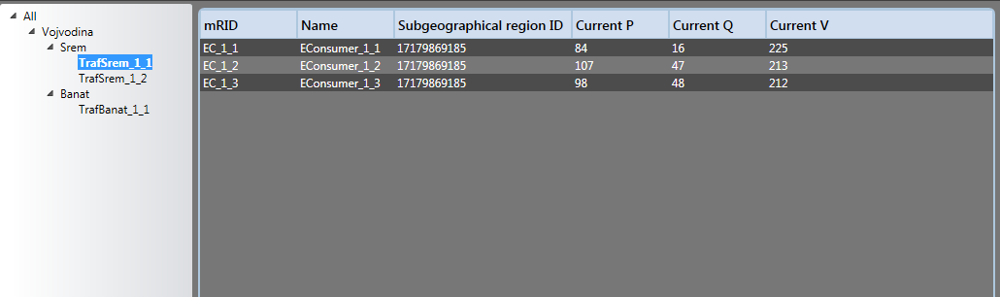 All
Vojvodina
Srem
TrafSrem_1_1
TrafSrem_1_2
Banat
TrafBanat_1_1
mRID Name Subgeographical region ID Current P Current Q Current V
EC_1_1 EConsumer_1_1 17179869185 84 16 225
EC_1_2 EConsumer_1_2 17179869185 107 47 213
EC_1_3 EConsumer_1_3 17179869185 98 48 212